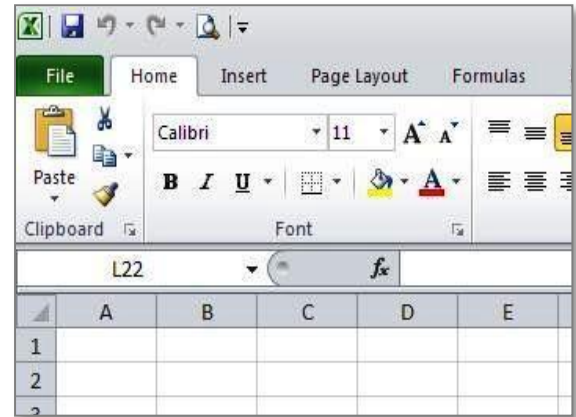 File Home Insert Page Layout Formulas
Calibri 11 A A
Paste B I U A
Clipboard Font
L22 fx
A B C D E
1
2